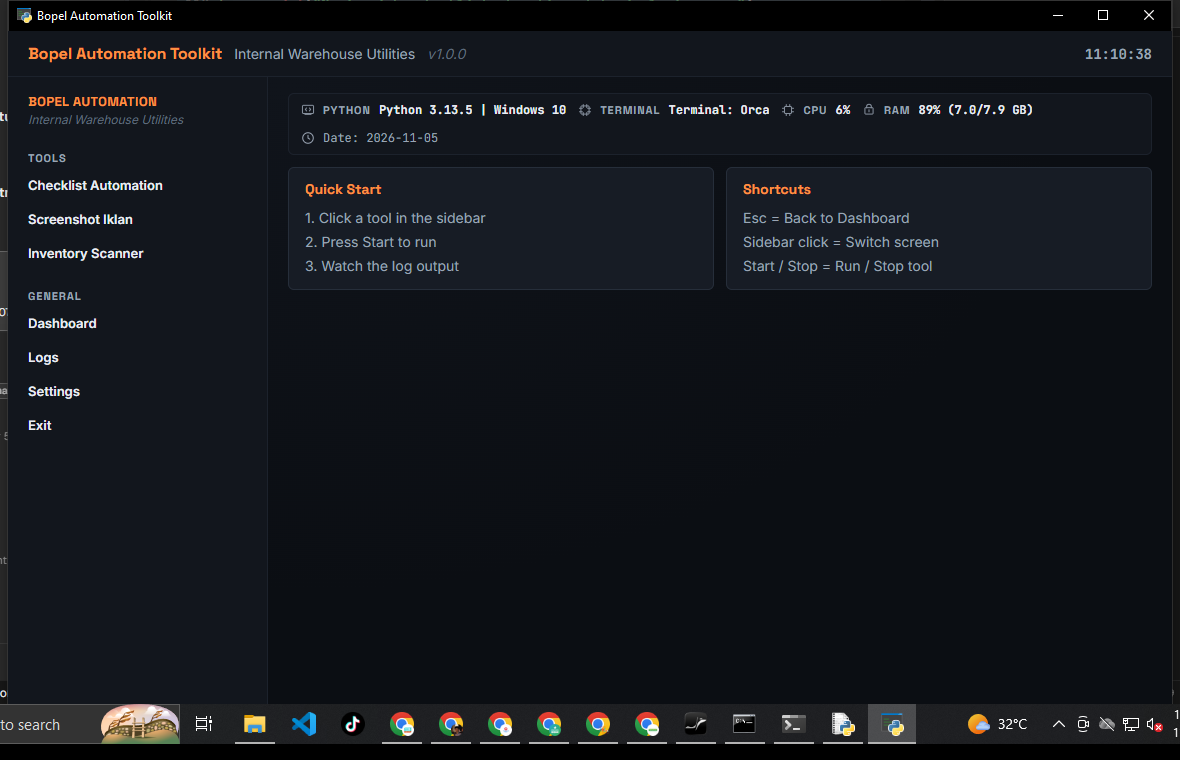 Bopel Automation Toolkit
Bopel Automation Toolkit Internal Warehouse Utilities v1.0.0 11:10:38
BOPEL AUTOMATION
Internal Warehouse Utilities
TOOLS
Checklist Automation
Screenshot Iklan
Inventory Scanner
GENERAL
Dashboard
Logs
Settings
Exit
PYTHON Python 3.13.5 | Windows 10 TERMINAL Terminal: Orca CPU 6% RAM 89% (7.0/7.9 GB)
Date: 2026-11-05
Quick Start
1. Click a tool in the sidebar
2. Press Start to run
3. Watch the log output
Shortcuts
Esc = Back to Dashboard
Sidebar click = Switch screen
Start / Stop = Run / Stop tool
to search
32°C